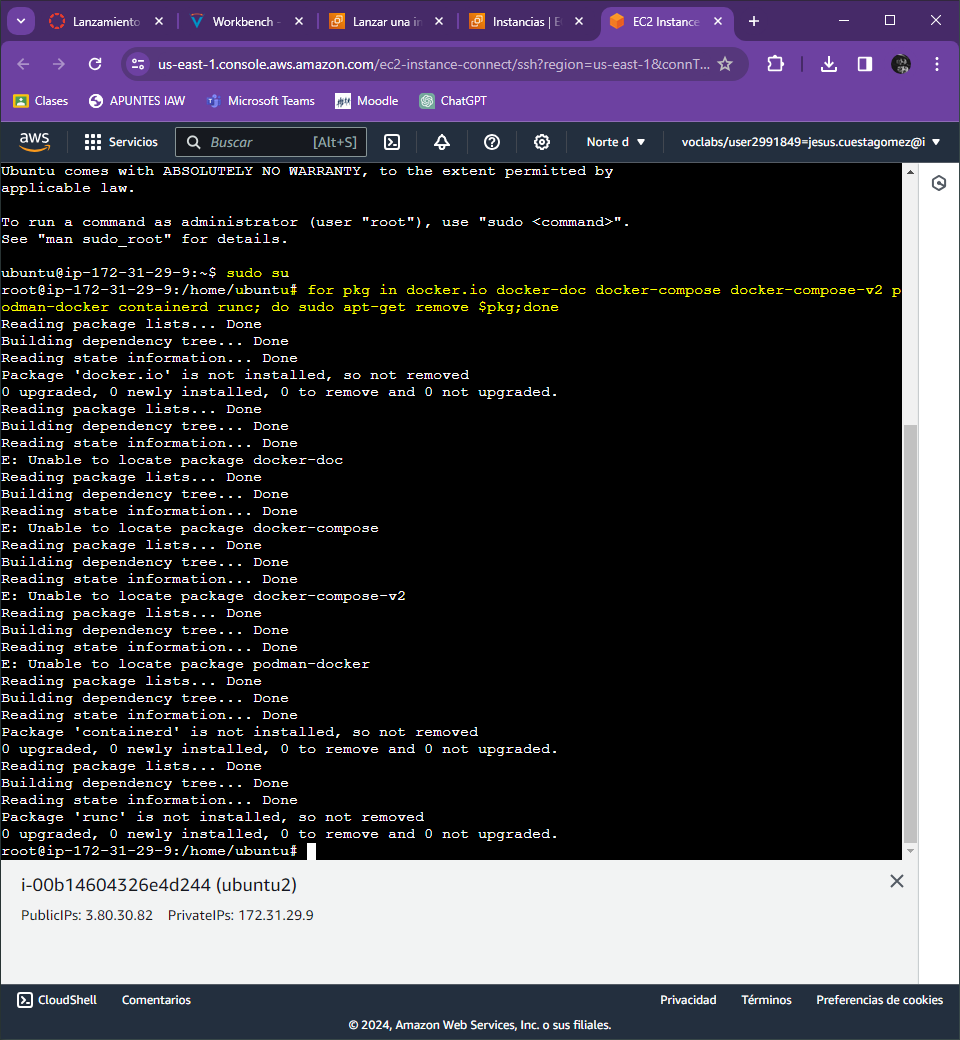 Lanzamiento
Workbench -
Lanzar una in
Instancias | E
EC2 Instance
us-east-1.console.aws.amazon.com/ec2-instance-connect/ssh?region=us-east-1&connT...
Clases
APUNTES IAW
Microsoft Teams
Moodle
ChatGPT
aws
Servicios
Buscar
[Alt+S]
Norte d
voclabs/user2991849=jesus.cuestagomez@i
Ubuntu comes with ABSOLUTELY NO WARRANTY, to the extent permitted by
applicable law.
To run a command as administrator (user "root"), use "sudo <command>".
See "man sudo_root" for details.
ubuntu@ip-172-31-29-9:~$ sudo su
root@ip-172-31-29-9:/home/ubuntu# for pkg in docker.io docker-doc docker-compose docker-compose-v2 p
odman-docker containerd runc; do sudo apt-get remove $pkg;done
Reading package lists... Done
Building dependency tree... Done
Reading state information... Done
Package 'docker.io' is not installed, so not removed
0 upgraded, 0 newly installed, 0 to remove and 0 not upgraded.
Reading package lists... Done
Building dependency tree... Done
Reading state information... Done
E: Unable to locate package docker-doc
Reading package lists... Done
Building dependency tree... Done
Reading state information... Done
E: Unable to locate package docker-compose
Reading package lists... Done
Building dependency tree... Done
Reading state information... Done
E: Unable to locate package docker-compose-v2
Reading package lists... Done
Building dependency tree... Done
Reading state information... Done
E: Unable to locate package podman-docker
Reading package lists... Done
Building dependency tree... Done
Reading state information... Done
Package 'containerd' is not installed, so not removed
0 upgraded, 0 newly installed, 0 to remove and 0 not upgraded.
Reading package lists... Done
Building dependency tree... Done
Reading state information... Done
Package 'runc' is not installed, so not removed
0 upgraded, 0 newly installed, 0 to remove and 0 not upgraded.
root@ip-172-31-29-9:/home/ubuntu#
i-00b14604326e4d244 (ubuntu2)
PublicIPs: 3.80.30.82 PrivateIPs: 172.31.29.9
CloudShell
Comentarios
Privacidad
Términos
Preferencias de cookies
© 2024, Amazon Web Services, Inc. o sus filiales.